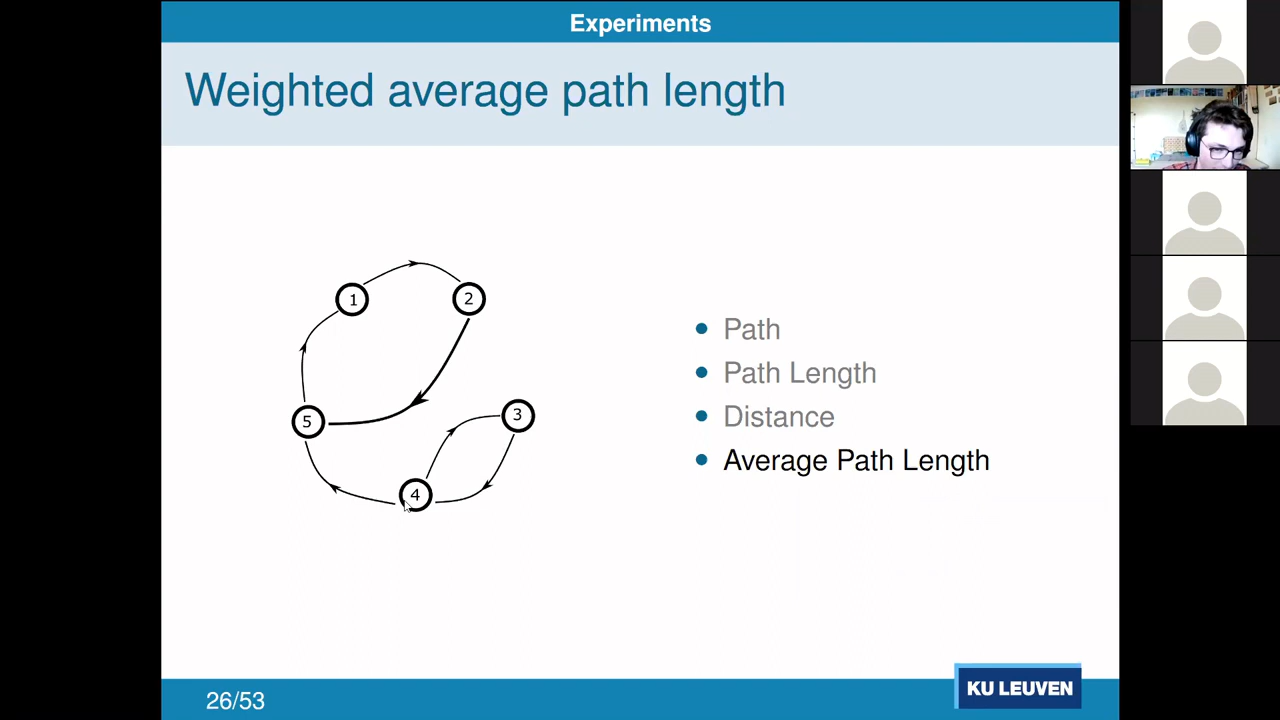 Experiments
Weighted average path length
1
2
5
3
4
Path
Path Length
Distance
Average Path Length
26/53
KU LEUVEN